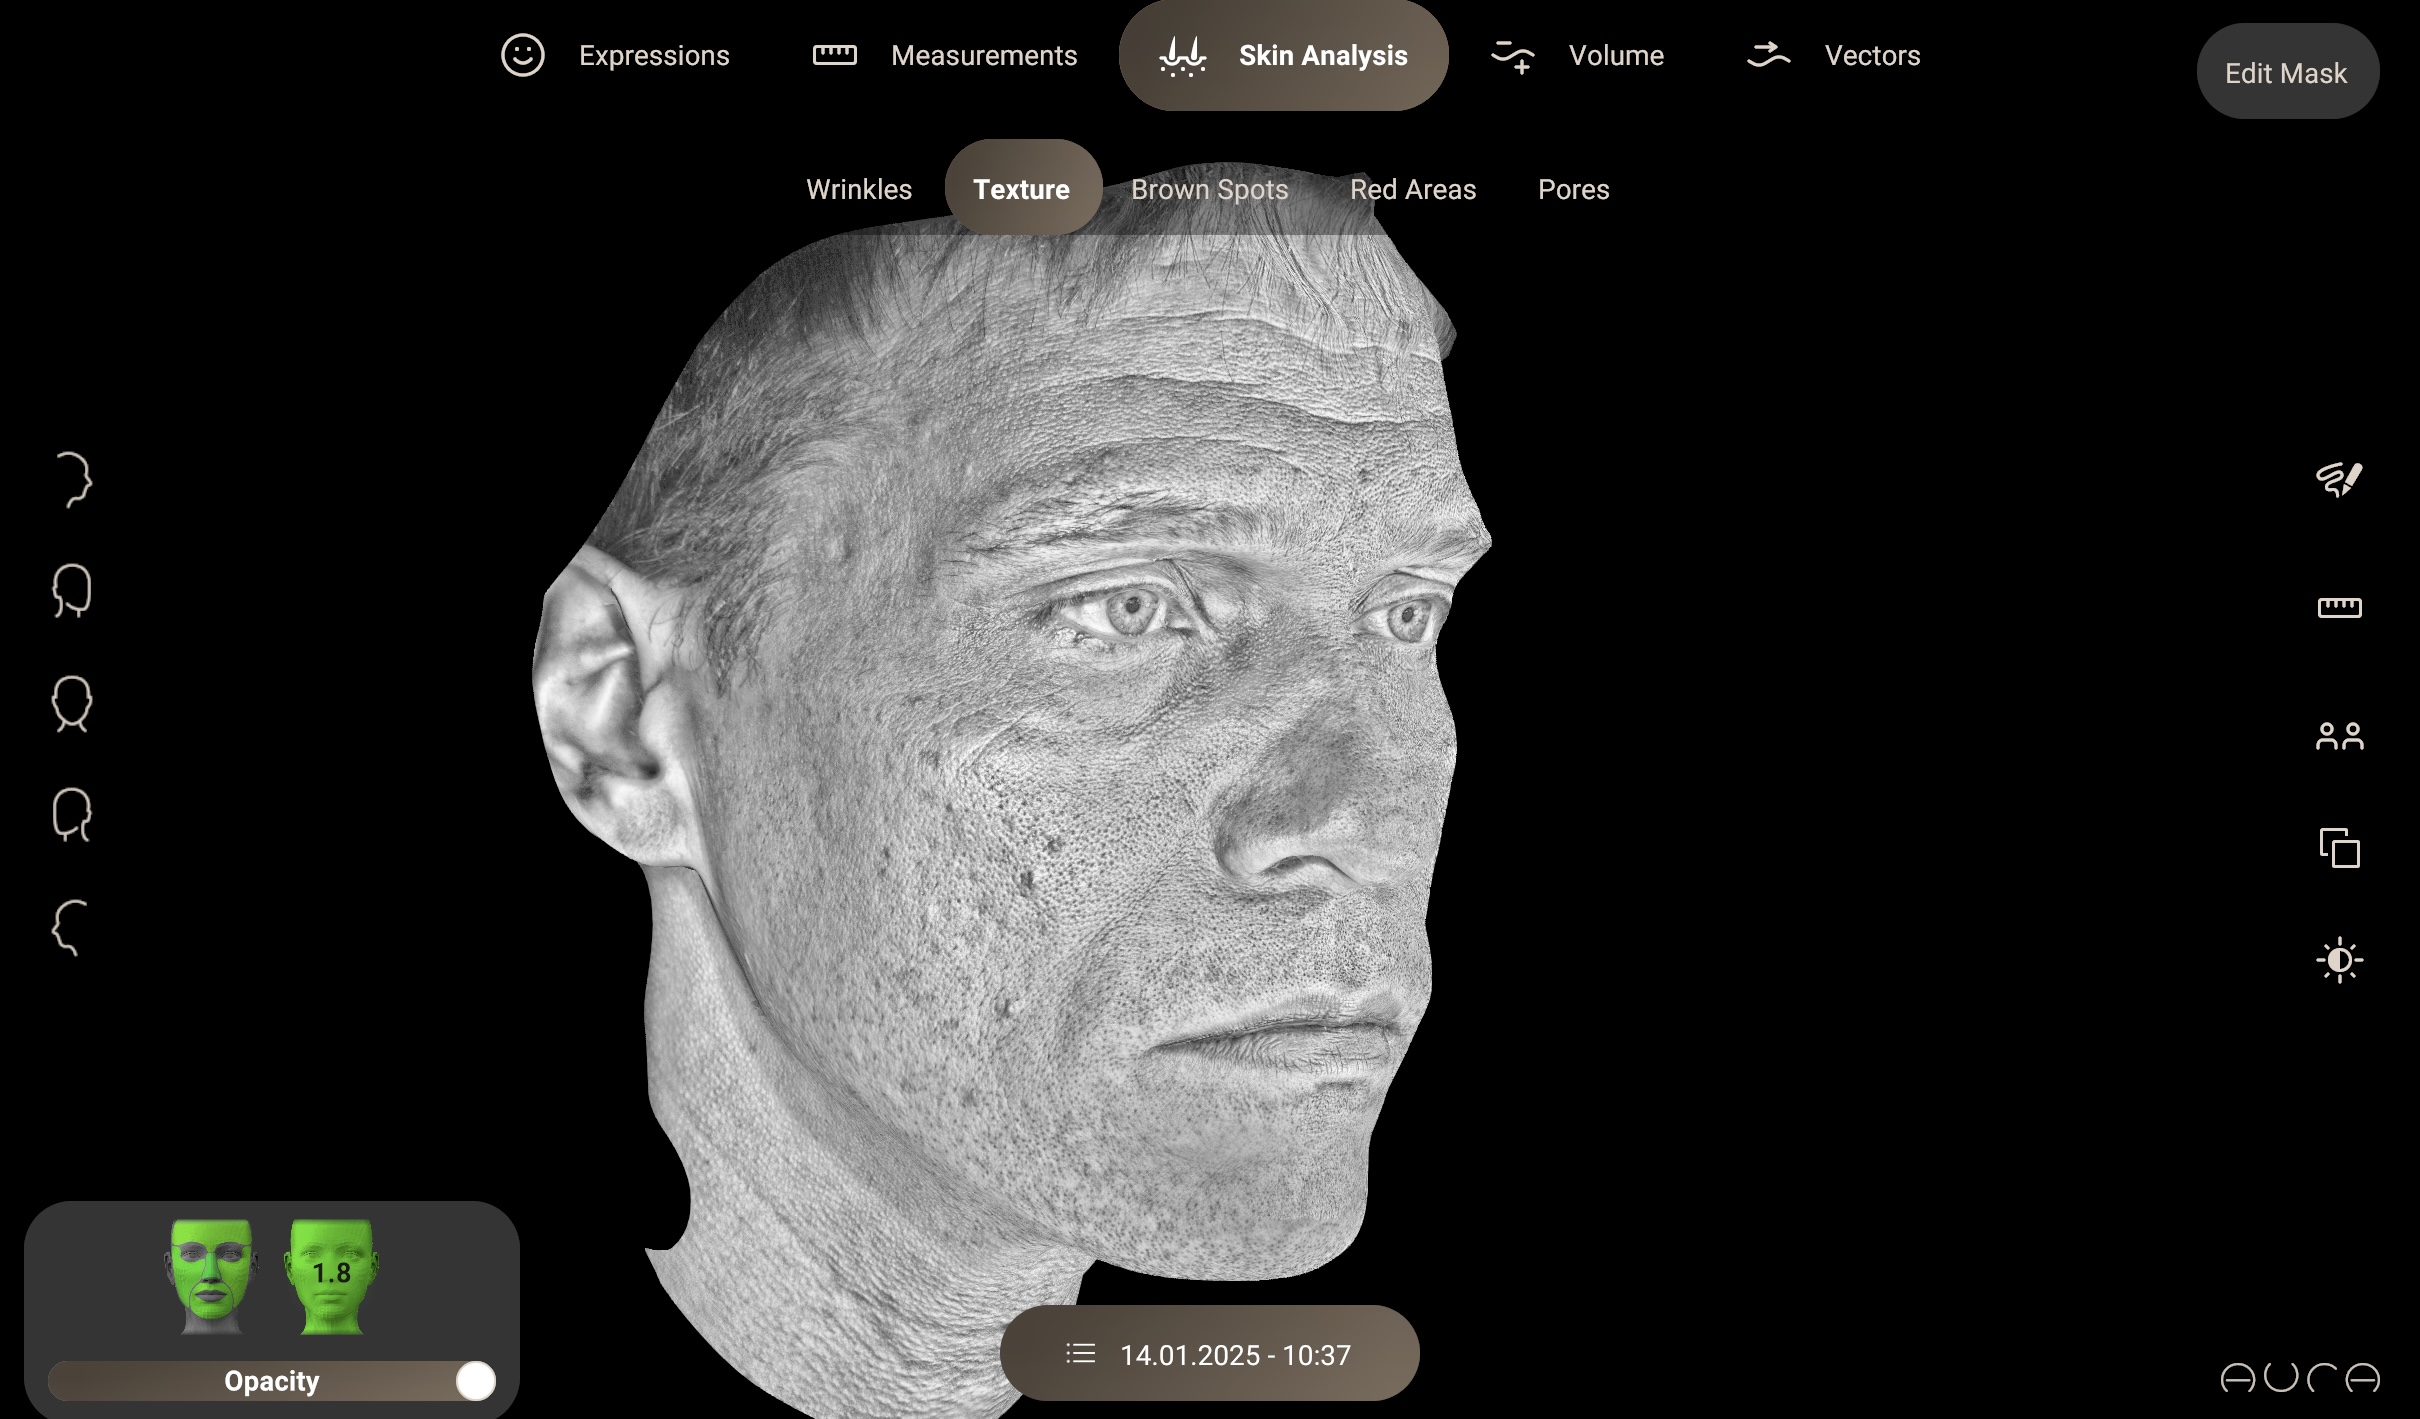 Expressions
Measurements
Skin Analysis
Volume
Vectors
Edit Mask
Wrinkles
Texture
Brown Spots
Red Areas
Pores
1.8
Opacity
14.01.2025 - 10:37
AURA